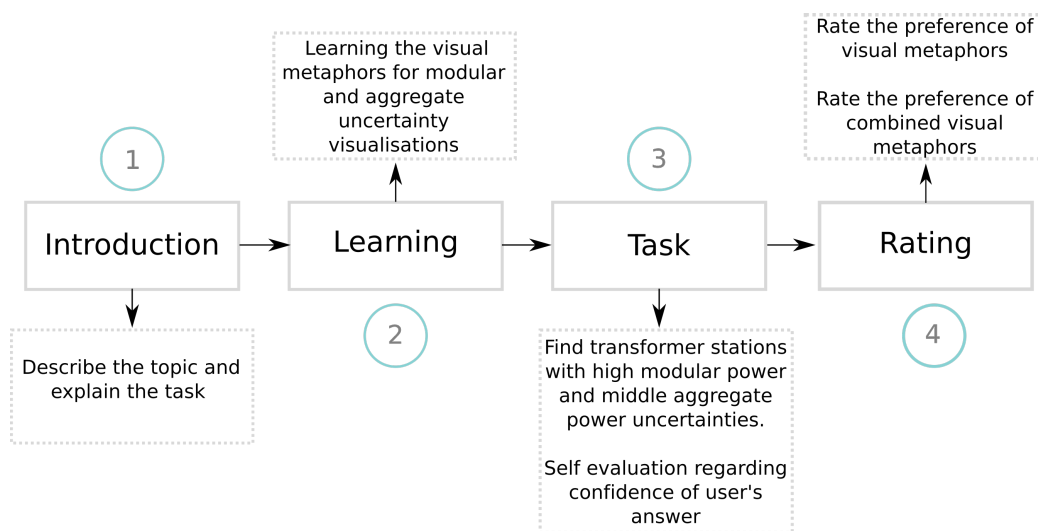 1
Introduction
Describe the topic and
explain the task
Learning the visual
metaphors for modular
and aggregate
uncertainty
visualisations
Learning
2
3
Task
Find transformer stations
with high modular power
and middle aggregate
power uncertainties.
Self evaluation regarding
confidence of user's
answer
Rate the preference of
visual metaphors
Rate the preference of
combined visual
metaphors
Rating
4